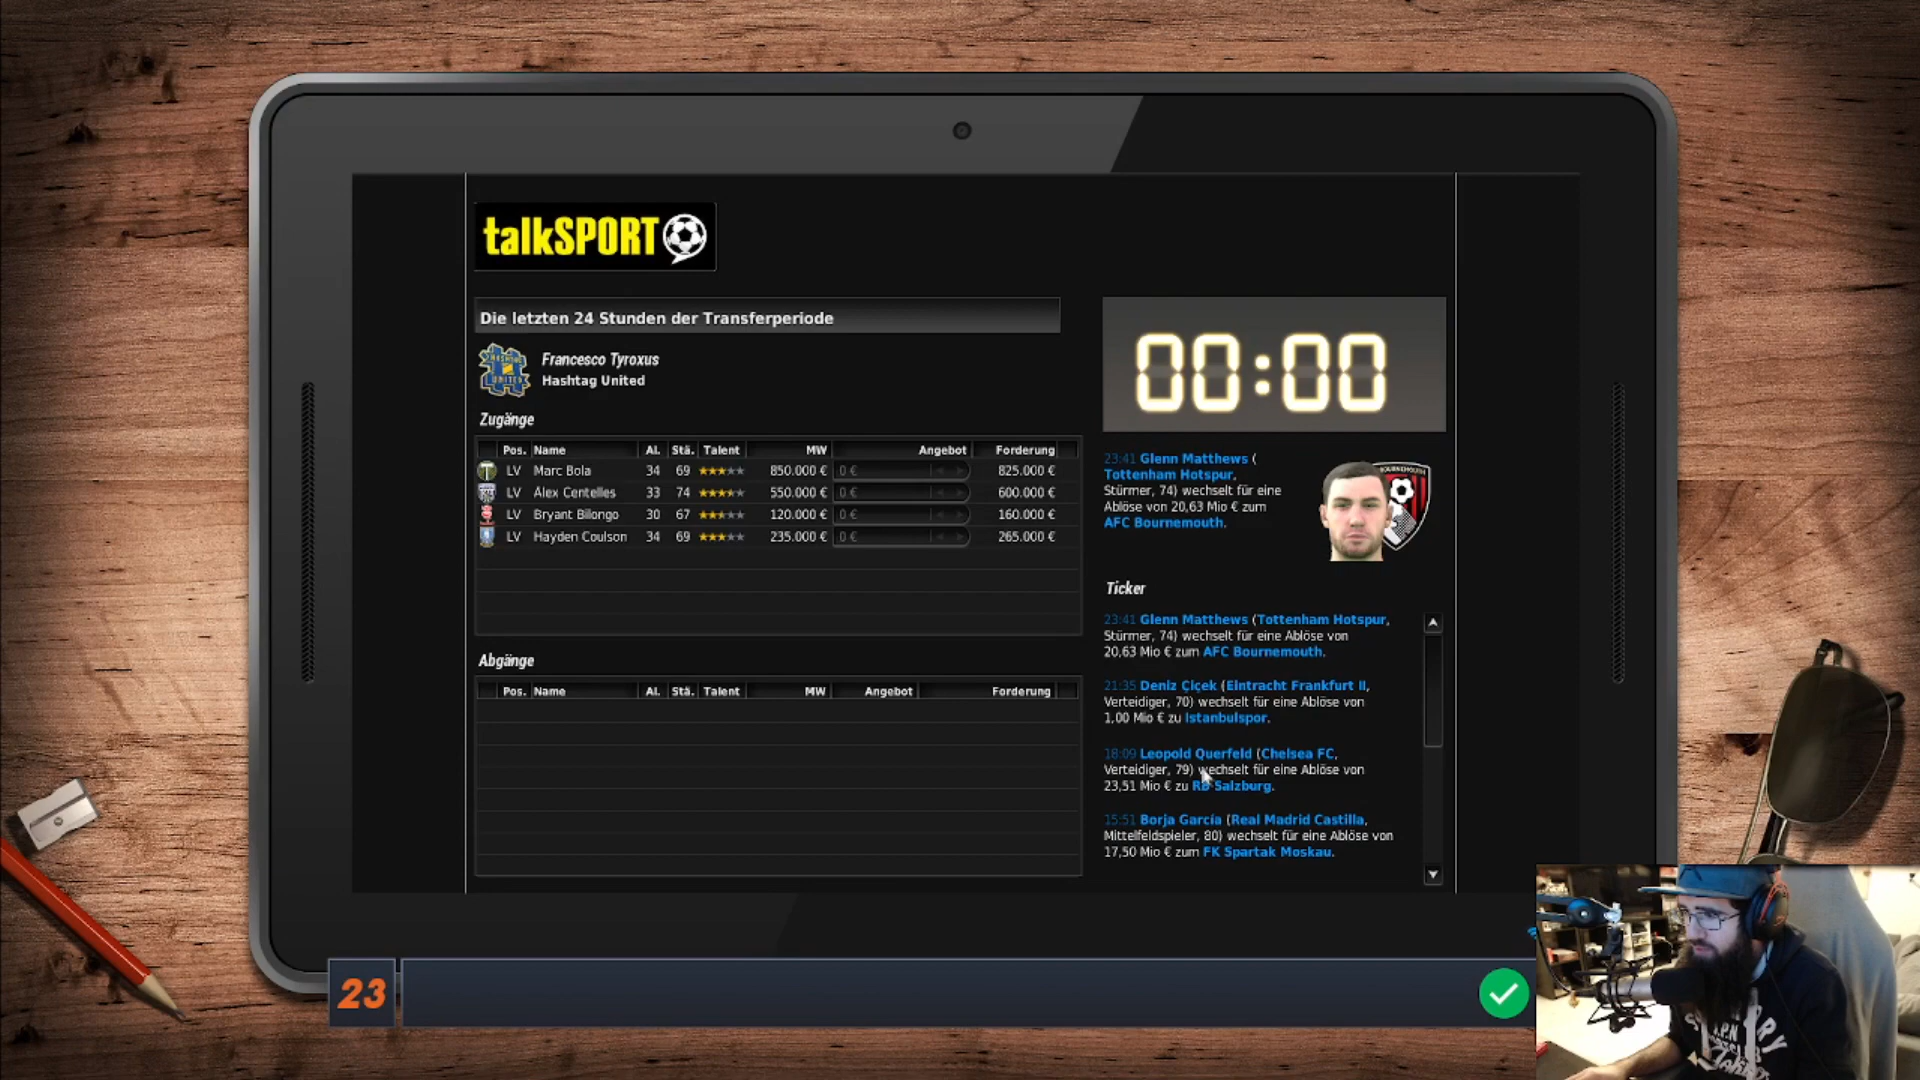 talkSPORT
Die letzten 24 Stunden der Transferperiode
Francesco Tyroxus
Hashtag United
Zugänge
Pos. Name Al. Stä. Talent MW Angebot Forderung
LV Marc Bola 34 69 850.000 € 0 € 825.000 €
LV Álex Centelles 33 74 550.000 € 0 € 600.000 €
LV Bryant Bilongo 30 67 120.000 € 0 € 160.000 €
LV Hayden Coulson 34 69 235.000 € 0 € 265.000 €
Abgänge
Pos. Name Al. Stä. Talent MW Angebot Forderung
00:00
23:41 Glenn Matthews (
Tottenham Hotspur,
Stürmer, 74) wechselt für eine
Ablöse von 20,63 Mio € zum
AFC Bournemouth.
Ticker
23:41 Glenn Matthews (Tottenham Hotspur,
Stürmer, 74) wechselt für eine Ablöse von
20,63 Mio € zum AFC Bournemouth.
21:35 Deniz Çiçek (Eintracht Frankfurt II,
Verteidiger, 70) wechselt für eine Ablöse von
1,00 Mio € zu Istanbulspor.
18:09 Leopold Querfeld (Chelsea FC,
Verteidiger, 79) wechselt für eine Ablöse von
23,51 Mio € zu RB Salzburg.
15:51 Borja García (Real Madrid Castilla,
Mittelfeldspieler, 80) wechselt für eine Ablöse von
17,50 Mio € zum FK Spartak Moskau.
23